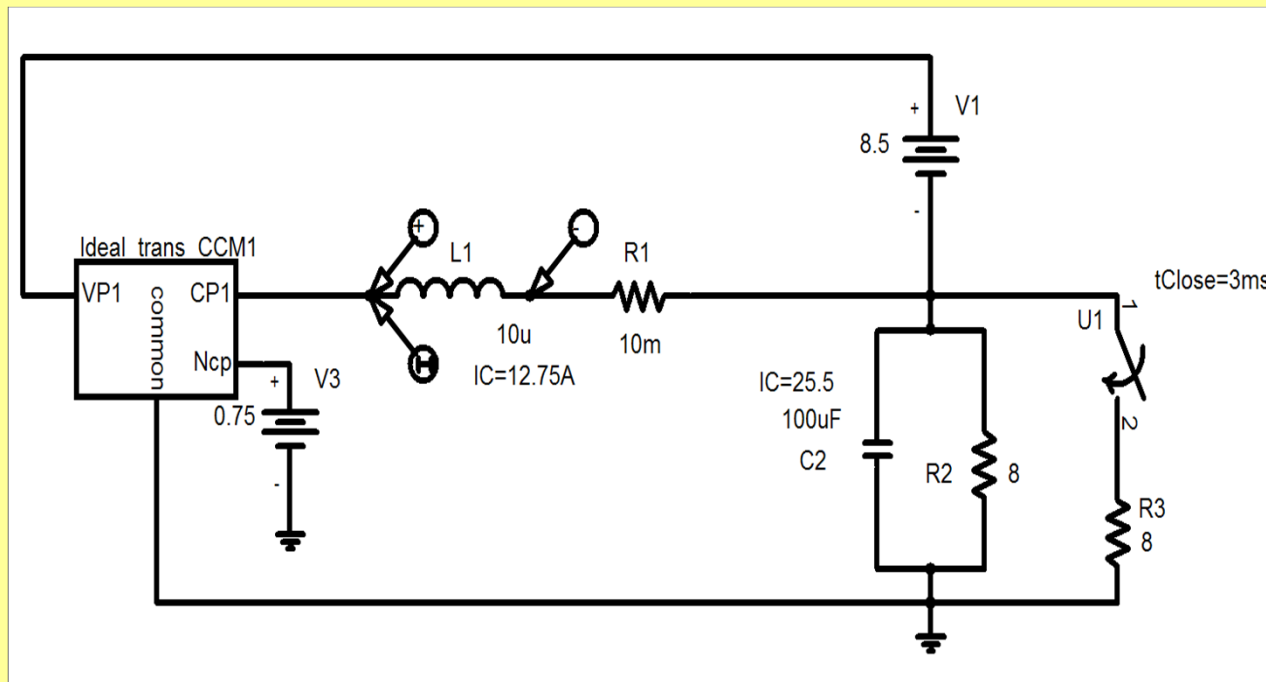 +
V1
8.5
-
Ideal_trans_CCM1
VP1
common
CP1
Ncp
+
V3
0.75
-
+
L1
-
R1
10u
10m
IC=12.75A
IC=25.5
100uF
C2
R2
8
tClose=3ms
1
U1
2
R3
8